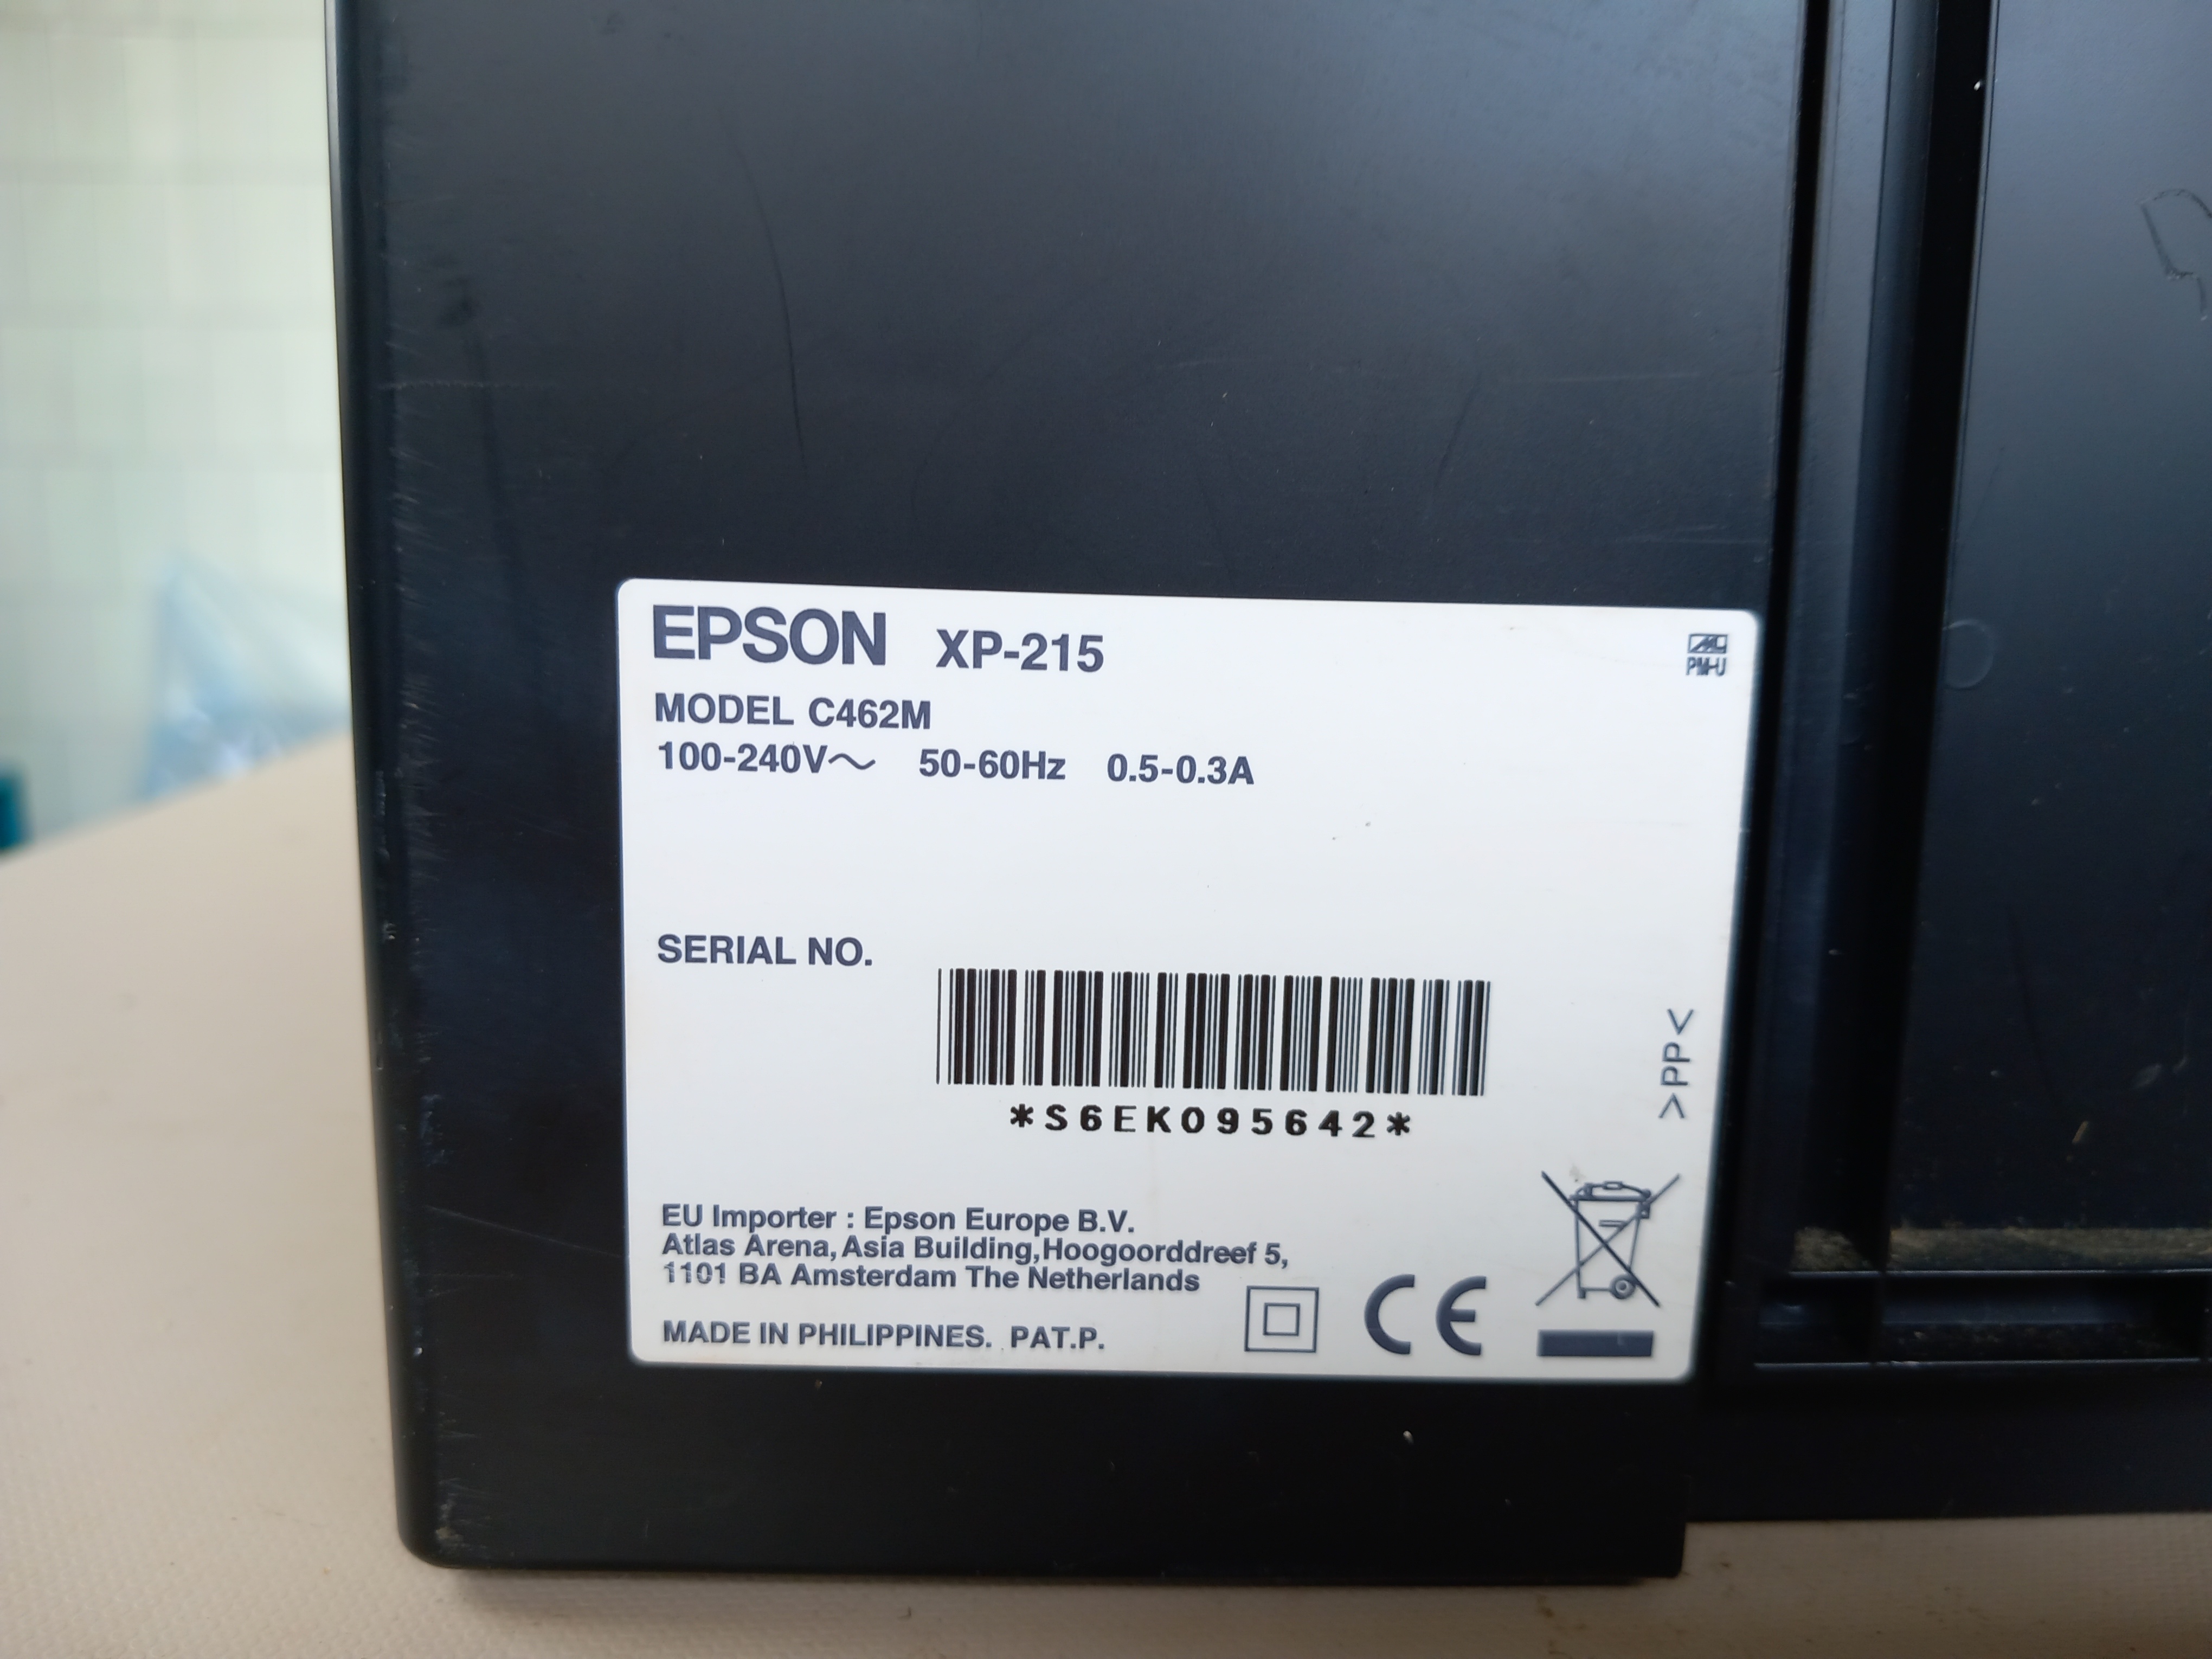 EPSON XP-215
PM-U
MODEL C462M
100-240V~ 50-60Hz 0.5-0.3A
SERIAL NO.
*S6EK095642*
>PP<
EU Importer : Epson Europe B.V.
Atlas Arena, Asia Building, Hoogoorddreef 5,
1101 BA Amsterdam The Netherlands
MADE IN PHILIPPINES. PAT.P.
CE